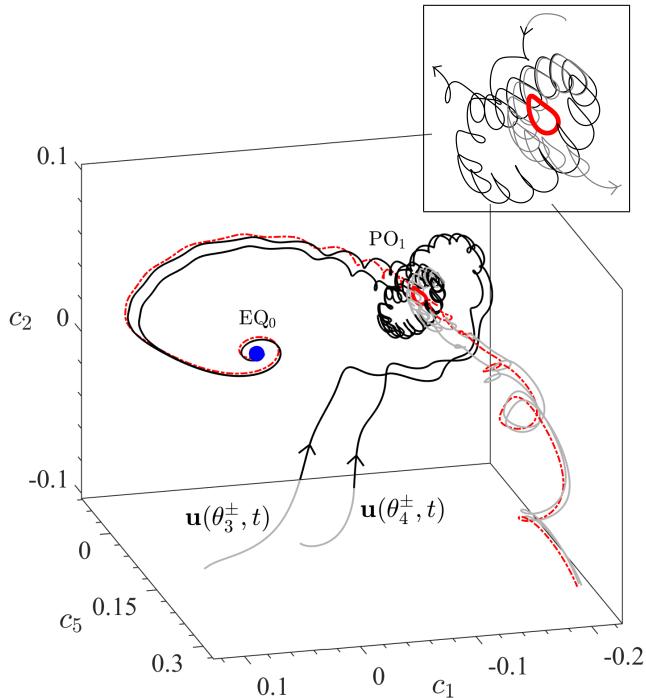 0.1
PO₁
c₂ 0
EQ₀
-0.1
u(θ₃±, t)
u(θ₄±, t)
0
0.15
c₅
0.3
0.1
0
c₁
-0.1
-0.2